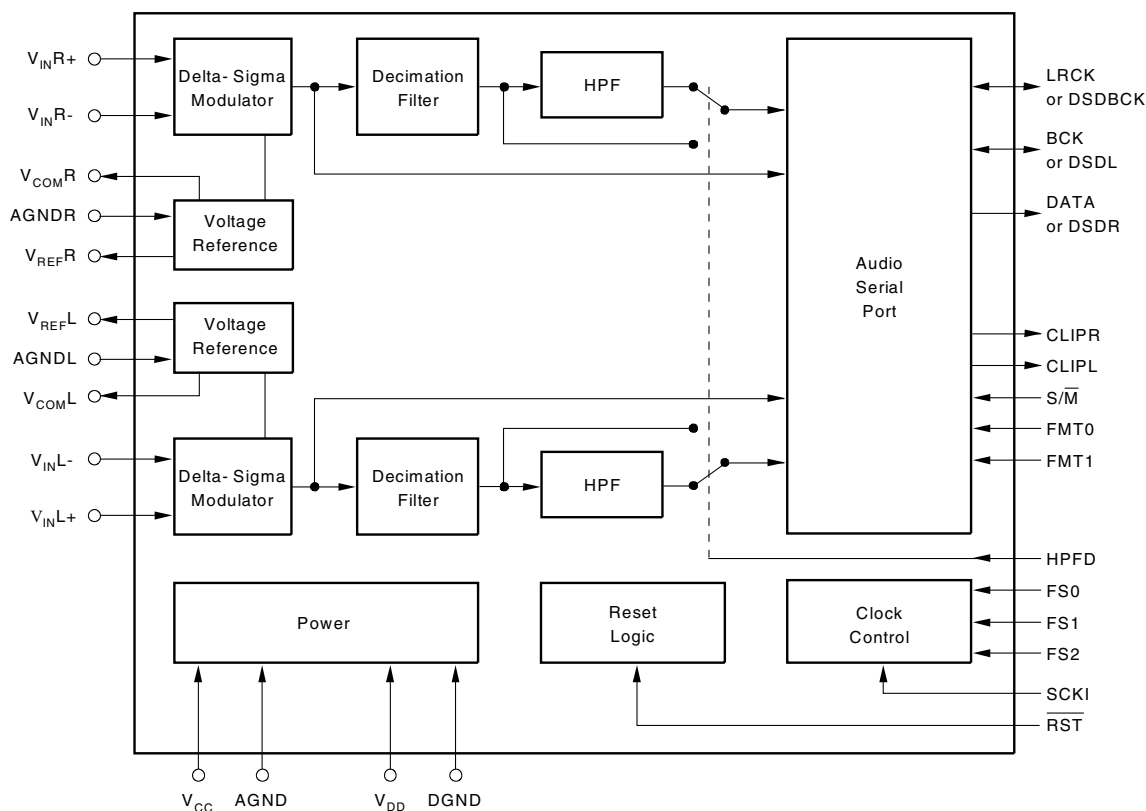 VINR+
VINR-
VCOMR
AGNDR
VREFR
VREFL
AGNDL
VCOML
VINL-
VINL+
Delta- Sigma
Modulator
Decimation
Filter
HPF
Voltage
Reference
Voltage
Reference
Delta- Sigma
Modulator
Decimation
Filter
HPF
Audio
Serial
Port
LRCK
or DSDBCK
BCK
or DSDL
DATA
or DSDR
CLIPR
CLIPL
S/M̅
FMT0
FMT1
HPFD
FS0
FS1
FS2
SCKI
R̅S̅T̅
Power
Reset
Logic
Clock
Control
VCC
AGND
VDD
DGND